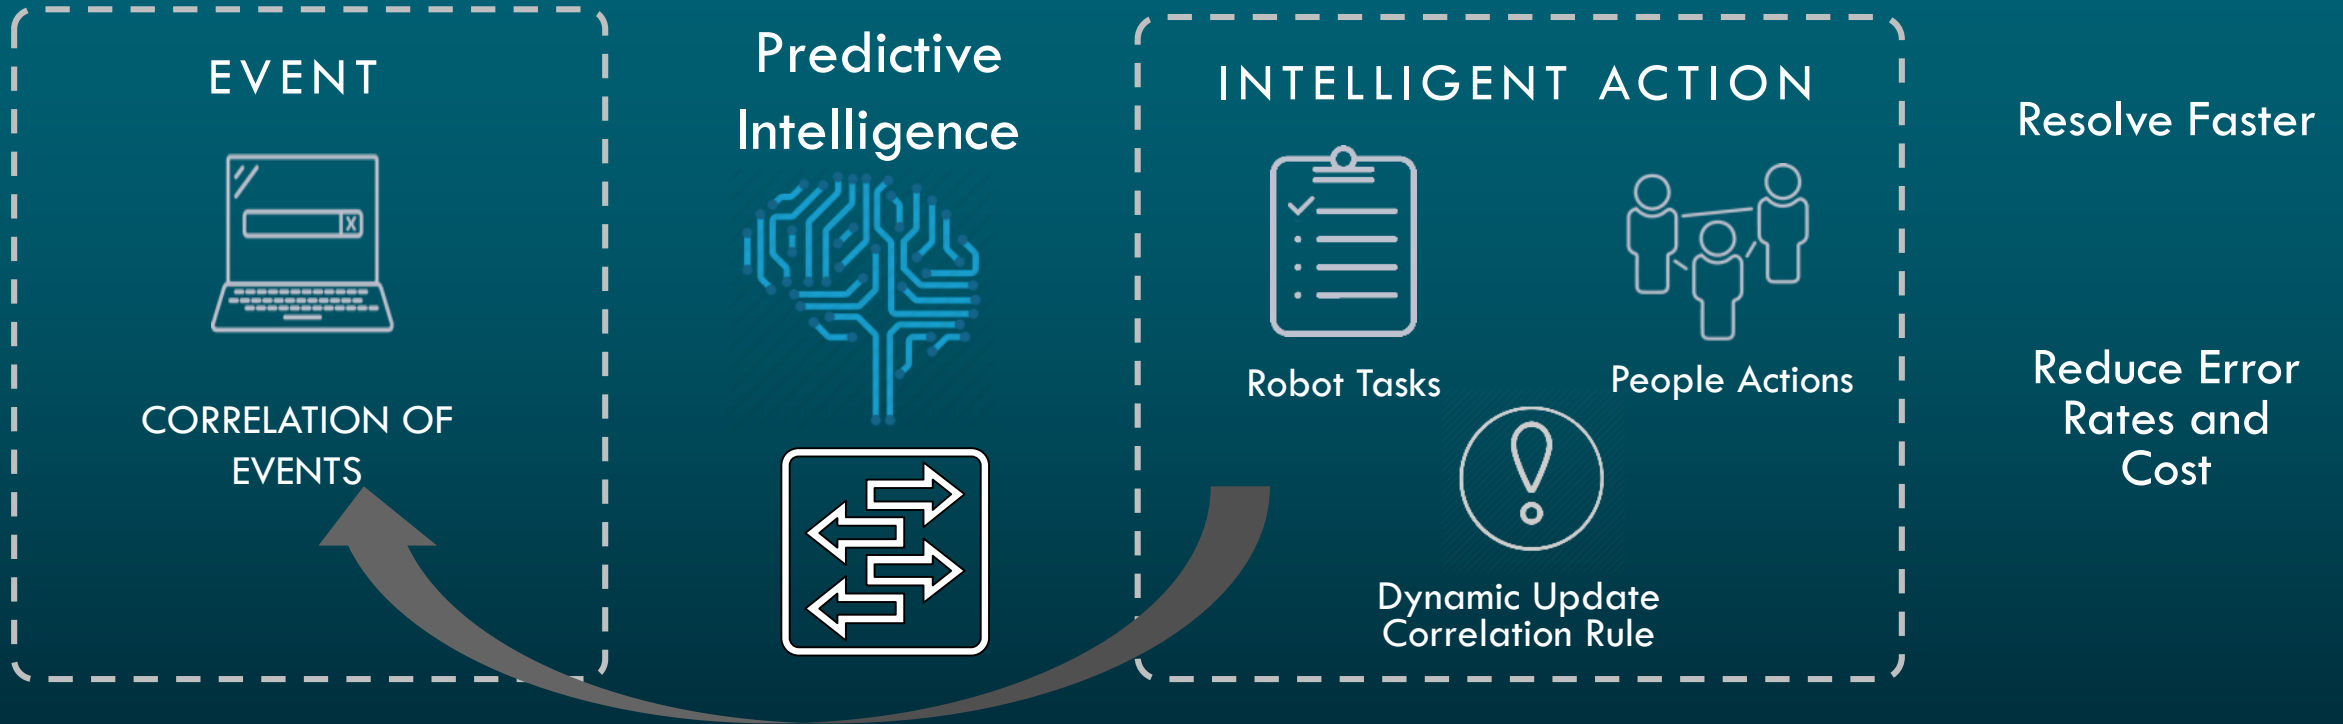 EVENT
CORRELATION OF
EVENTS
Predictive
Intelligence
INTELLIGENT ACTION
Robot Tasks
People Actions
Dynamic Update
Correlation Rule
Resolve Faster
Reduce Error
Rates and
Cost
X